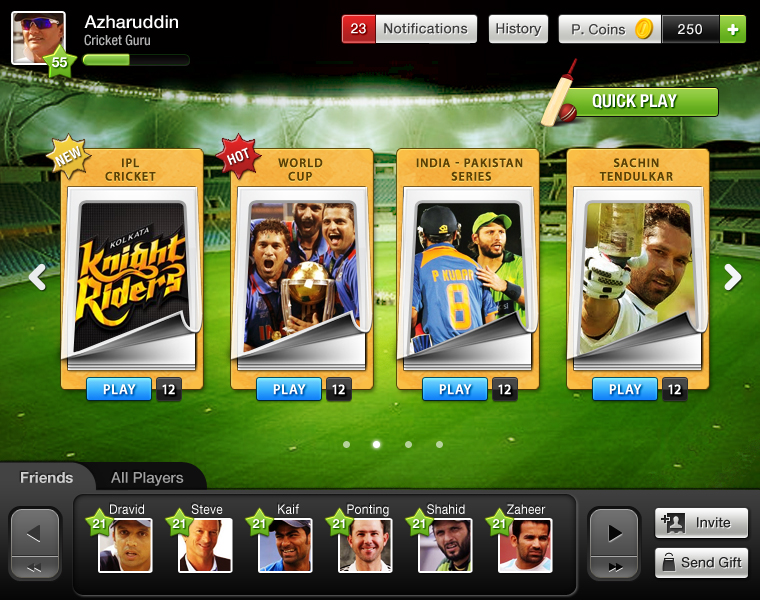 Azharuddin
Cricket Guru
55
23 Notifications
History
P. Coins 250 +
QUICK PLAY
NEW
IPL
CRICKET
HOT
WORLD
CUP
INDIA - PAKISTAN
SERIES
SACHIN
TENDULKAR
KOLKATA
Knight
Riders
P KUMAR
8
PLAY 12
PLAY 12
PLAY 12
PLAY 12
Friends
All Players
Dravid
21
Steve
21
Kaif
21
Ponting
21
Shahid
21
Zaheer
21
Invite
Send Gift